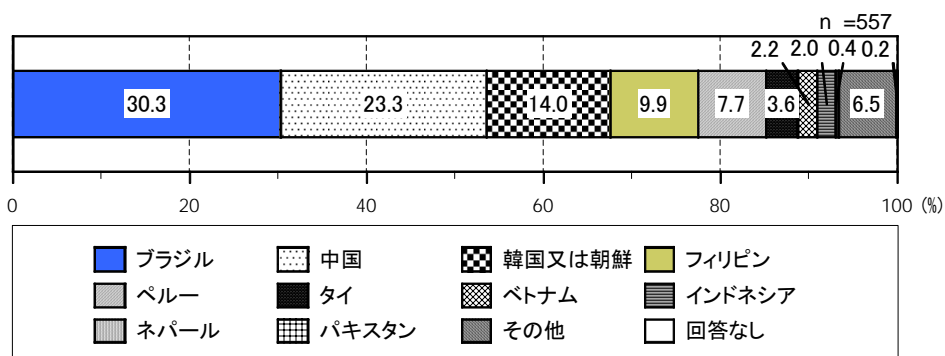 n =557
2.2 2.0 0.4 0.2
30.3 23.3 14.0 9.9 7.7 3.6 6.5
0 20 40 60 80 100 (%)
ブラジル 中国 韓国又は朝鮮 フィリピン
ペルー タイ ベトナム インドネシア
ネパール パキスタン その他 回答なし